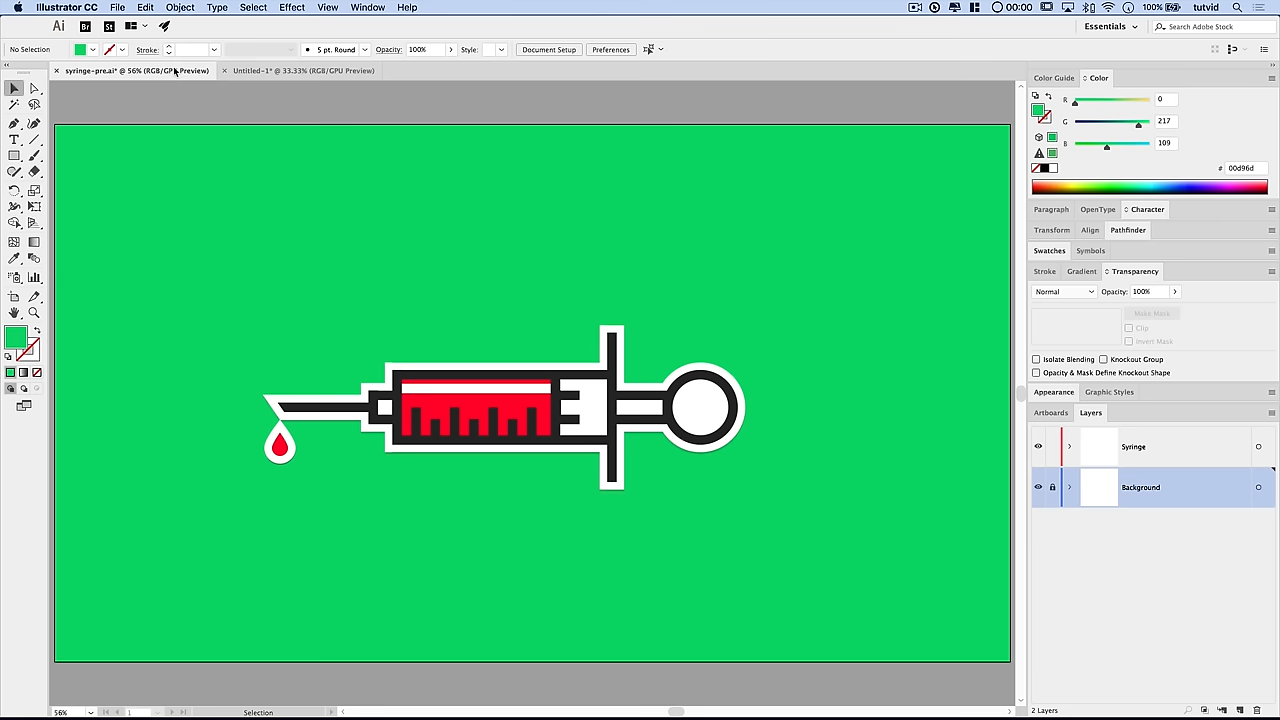 Illustrator CC File Edit Object Type Select Effect View Window Help 00:00 100% tutvid
Ai Br St Essentials Search Adobe Stock
No Selection Stroke: 5 pt. Round Opacity: 100% Style: Document Setup Preferences
× syringe-pre.ai* @ 56% (RGB/GPU Preview) × Untitled-1* @ 33.33% (RGB/GPU Preview)
Color Guide Color
R 0
G 217
B 109
# 00d96d
Paragraph OpenType Character
Transform Align Pathfinder
Swatches Symbols
Stroke Gradient Transparency
Normal Opacity: 100%
Make Mask
Clip
Invert Mask
Isolate Blending Knockout Group
Opacity & Mask Define Knockout Shape
Appearance Graphic Styles
Artboards Layers
Syringe
Background
56% 1 Selection 2 Layers